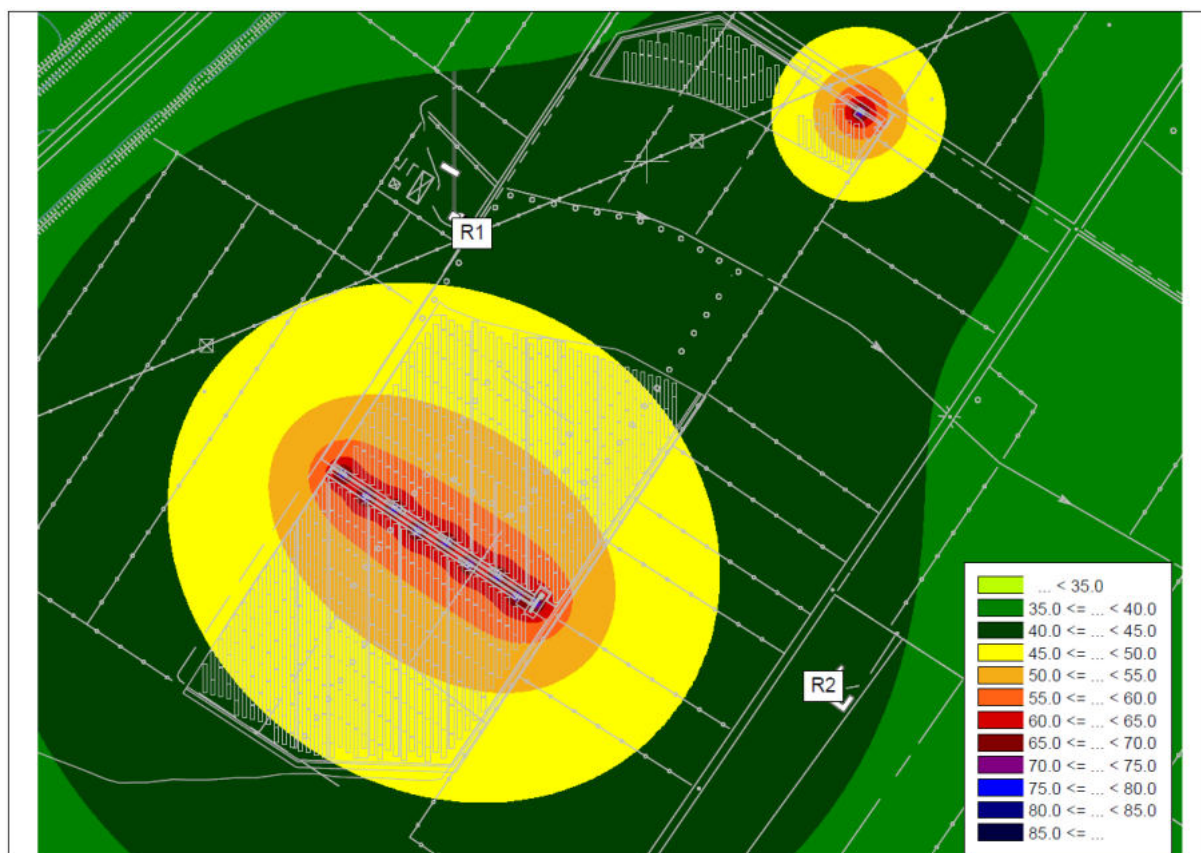 R1
R2
... < 35.0
35.0 <= ... < 40.0
40.0 <= ... < 45.0
45.0 <= ... < 50.0
50.0 <= ... < 55.0
55.0 <= ... < 60.0
60.0 <= ... < 65.0
65.0 <= ... < 70.0
70.0 <= ... < 75.0
75.0 <= ... < 80.0
80.0 <= ... < 85.0
85.0 <= ...